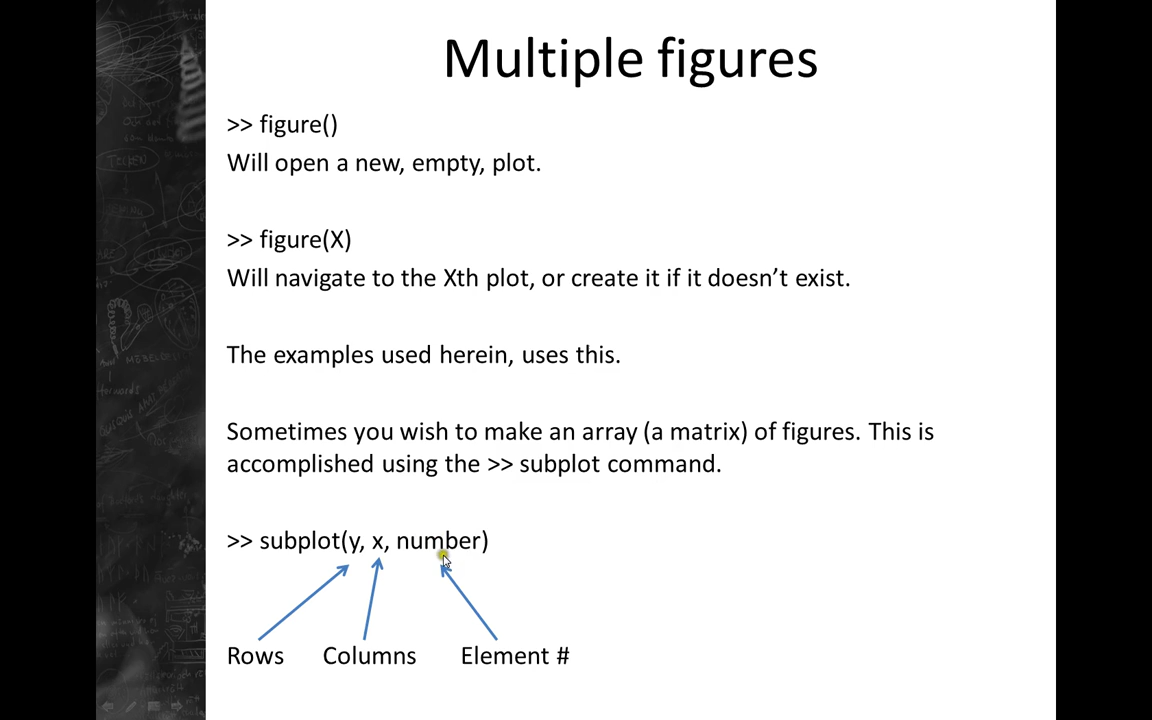 Multiple figures
>> figure()
Will open a new, empty, plot.
>> figure(X)
Will navigate to the Xth plot, or create it if it doesn’t exist.
The examples used herein, uses this.
Sometimes you wish to make an array (a matrix) of figures. This is
accomplished using the >> subplot command.
>> subplot(y, x, number)
Rows Columns Element #